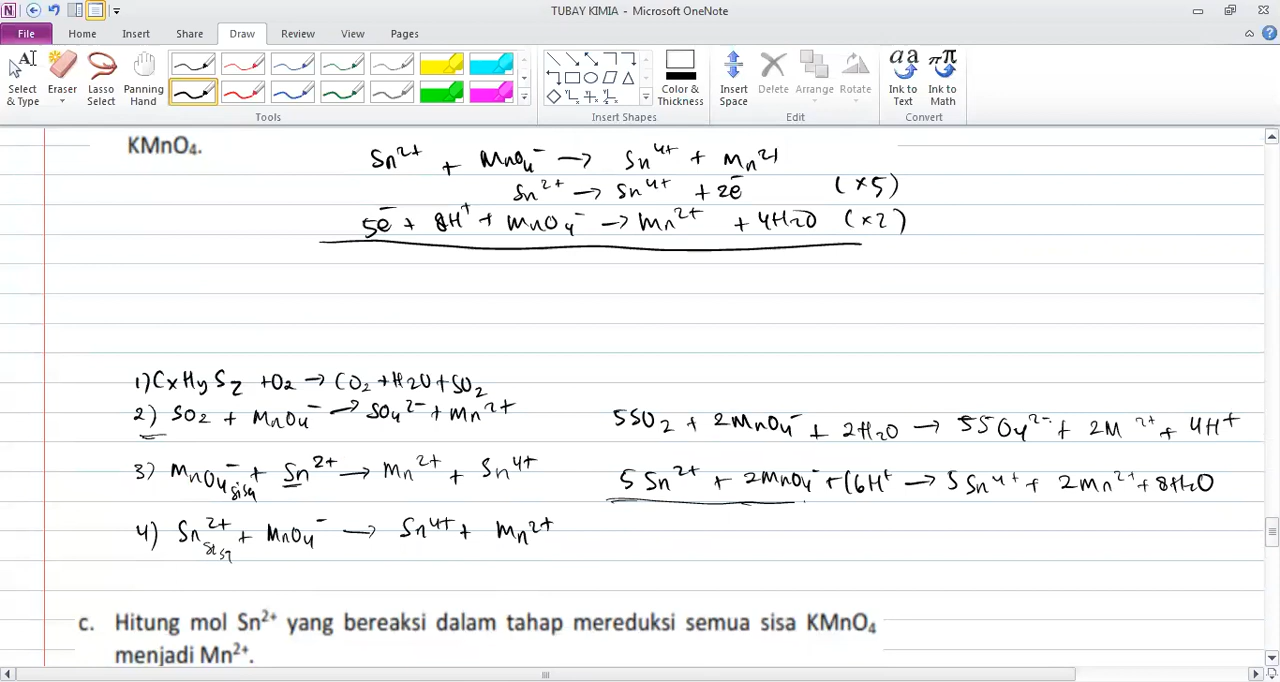 TUBAY KIMIA - Microsoft OneNote
File Home Insert Share Draw Review View Pages
Select & Type Eraser Lasso Select Panning Hand Color & Thickness Insert Space Delete Arrange Rotate Ink to Text Ink to Math
Tools Insert Shapes Edit Convert
KMnO₄.
Sn²⁺ + MnO₄⁻ → Sn⁴⁺ + Mn²⁺
Sn²⁺ → Sn⁴⁺ + 2e⁻ (×5)
5e⁻ + 8H⁺ + MnO₄⁻ → Mn²⁺ + 4H₂O (×2)
1) CxHySz + O₂ → CO₂ + H₂O + SO₂
2) SO₂ + MnO₄⁻ → SO₄²⁻ + Mn²⁺
5SO₂ + 2MnO₄⁻ + 2H₂O → 5SO₄²⁻ + 2M²⁺ + 4H⁺
3) MnO₄⁻ sisa + Sn²⁺ → Mn²⁺ + Sn⁴⁺
5Sn²⁺ + 2MnO₄⁻ + 16H⁺ → 5Sn⁴⁺ + 2Mn²⁺ + 8H₂O
4) Sn²⁺ sisa + MnO₄⁻ → Sn⁴⁺ + Mn²⁺
c. Hitung mol Sn²⁺ yang bereaksi dalam tahap mereduksi semua sisa KMnO₄
menjadi Mn²⁺.